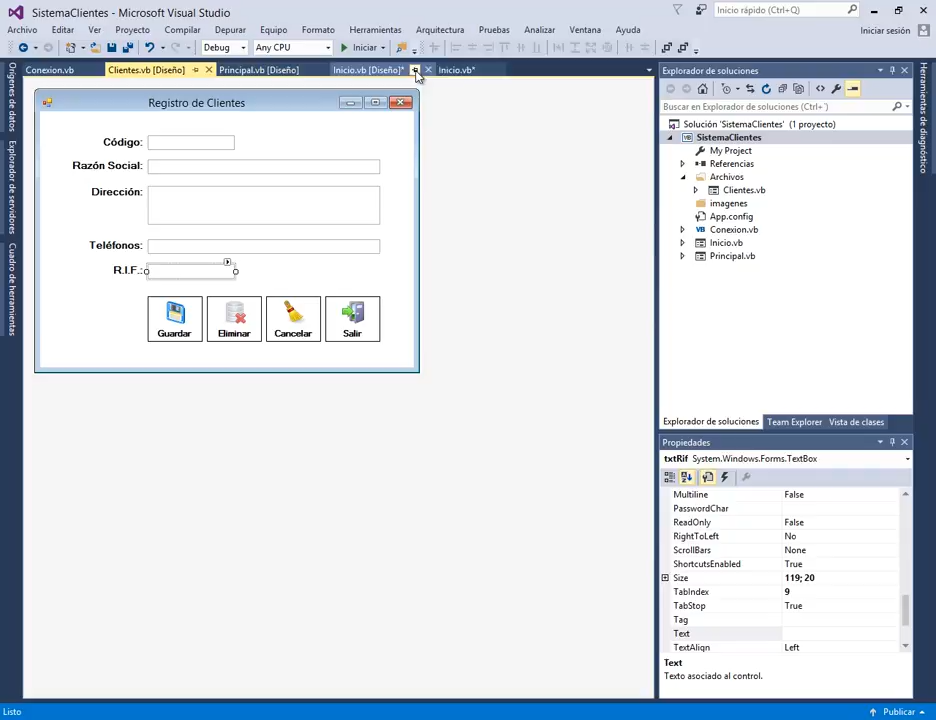 SistemaClientes - Microsoft Visual Studio
Inicio rápido (Ctrl+Q)
Archivo Editar Ver Proyecto Compilar Depurar Equipo Formato Herramientas Arquitectura Pruebas Analizar Ventana Ayuda
Iniciar sesión
Debug Any CPU Iniciar
Conexion.vb Clientes.vb [Diseño] Principal.vb [Diseño] Inicio.vb [Diseño]* Inicio.vb*
Orígenes de datos
Explorador de servidores
Cuadro de herramientas
Registro de Clientes
Código:
Razón Social:
Dirección:
Teléfonos:
R.I.F.:
Guardar Eliminar Cancelar Salir
Explorador de soluciones
Buscar en Explorador de soluciones (Ctrl+´)
Solución 'SistemaClientes' (1 proyecto)
VB SistemaClientes
My Project
Referencias
Archivos
Clientes.vb
imagenes
App.config
VB Conexion.vb
Inicio.vb
Principal.vb
Herramientas de diagnóstico
Explorador de soluciones Team Explorer Vista de clases
Propiedades
txtRif System.Windows.Forms.TextBox
Multiline False
PasswordChar
ReadOnly False
RightToLeft No
ScrollBars None
ShortcutsEnabled True
Size 119; 20
TabIndex 9
TabStop True
Tag
Text
TextAlign Left
Text
Texto asociado al control.
Listo
Publicar